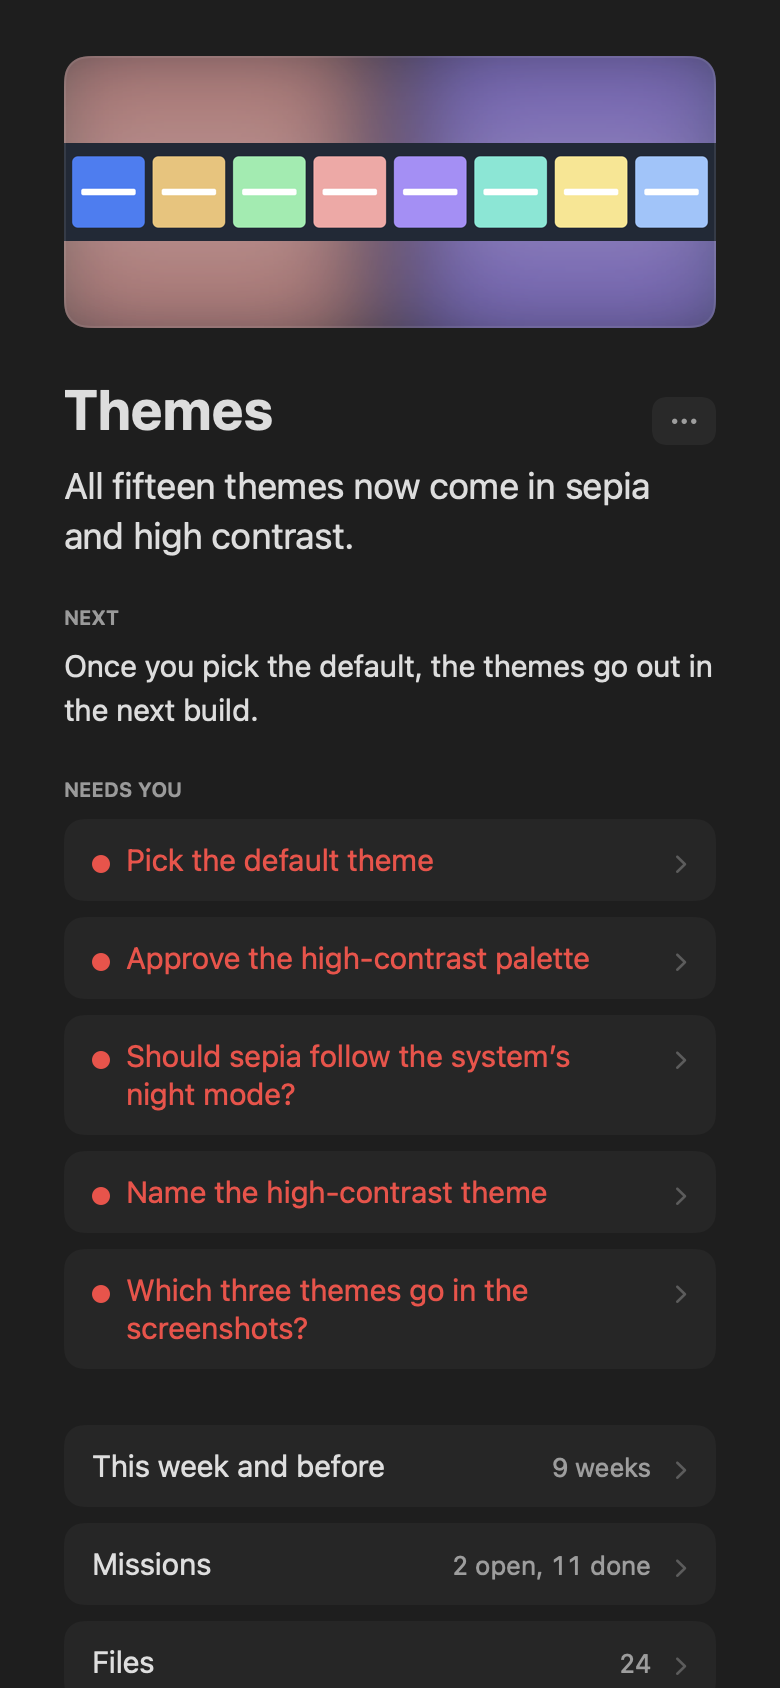 Themes
All fifteen themes now come in sepia
and high contrast.
NEXT
Once you pick the default, the themes go out in
the next build.
NEEDS YOU
Pick the default theme
Approve the high-contrast palette
Should sepia follow the system’s
night mode?
Name the high-contrast theme
Which three themes go in the
screenshots?
This week and before 9 weeks
Missions 2 open, 11 done
Files 24